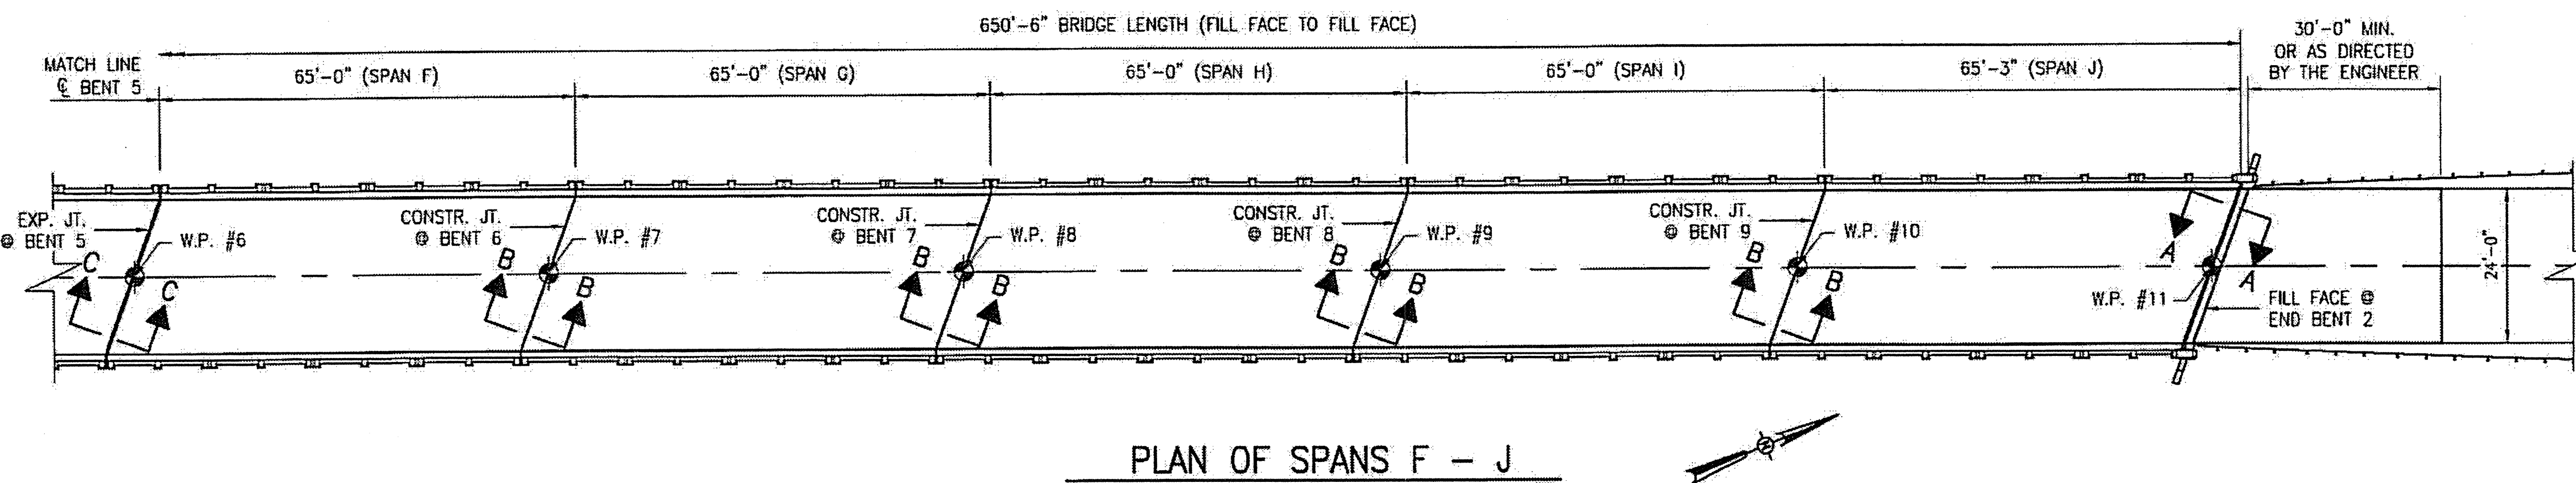 650'-6" BRIDGE LENGTH (FILL FACE TO FILL FACE)
30'-0" MIN.
OR AS DIRECTED
BY THE ENGINEER
MATCH LINE
℄ BENT 5
65'-0" (SPAN F)
65'-0" (SPAN G)
65'-0" (SPAN H)
65'-0" (SPAN I)
65'-3" (SPAN J)
EXP. JT.
@ BENT 5
W.P. #6
CONSTR. JT.
@ BENT 6
W.P. #7
CONSTR. JT.
@ BENT 7
W.P. #8
CONSTR. JT.
@ BENT 8
W.P. #9
CONSTR. JT.
@ BENT 9
W.P. #10
C
C
B
B
B
B
B
B
B
B
A
A
W.P. #11
FILL FACE @
END BENT 2
24'-0"
PLAN OF SPANS F - J
N